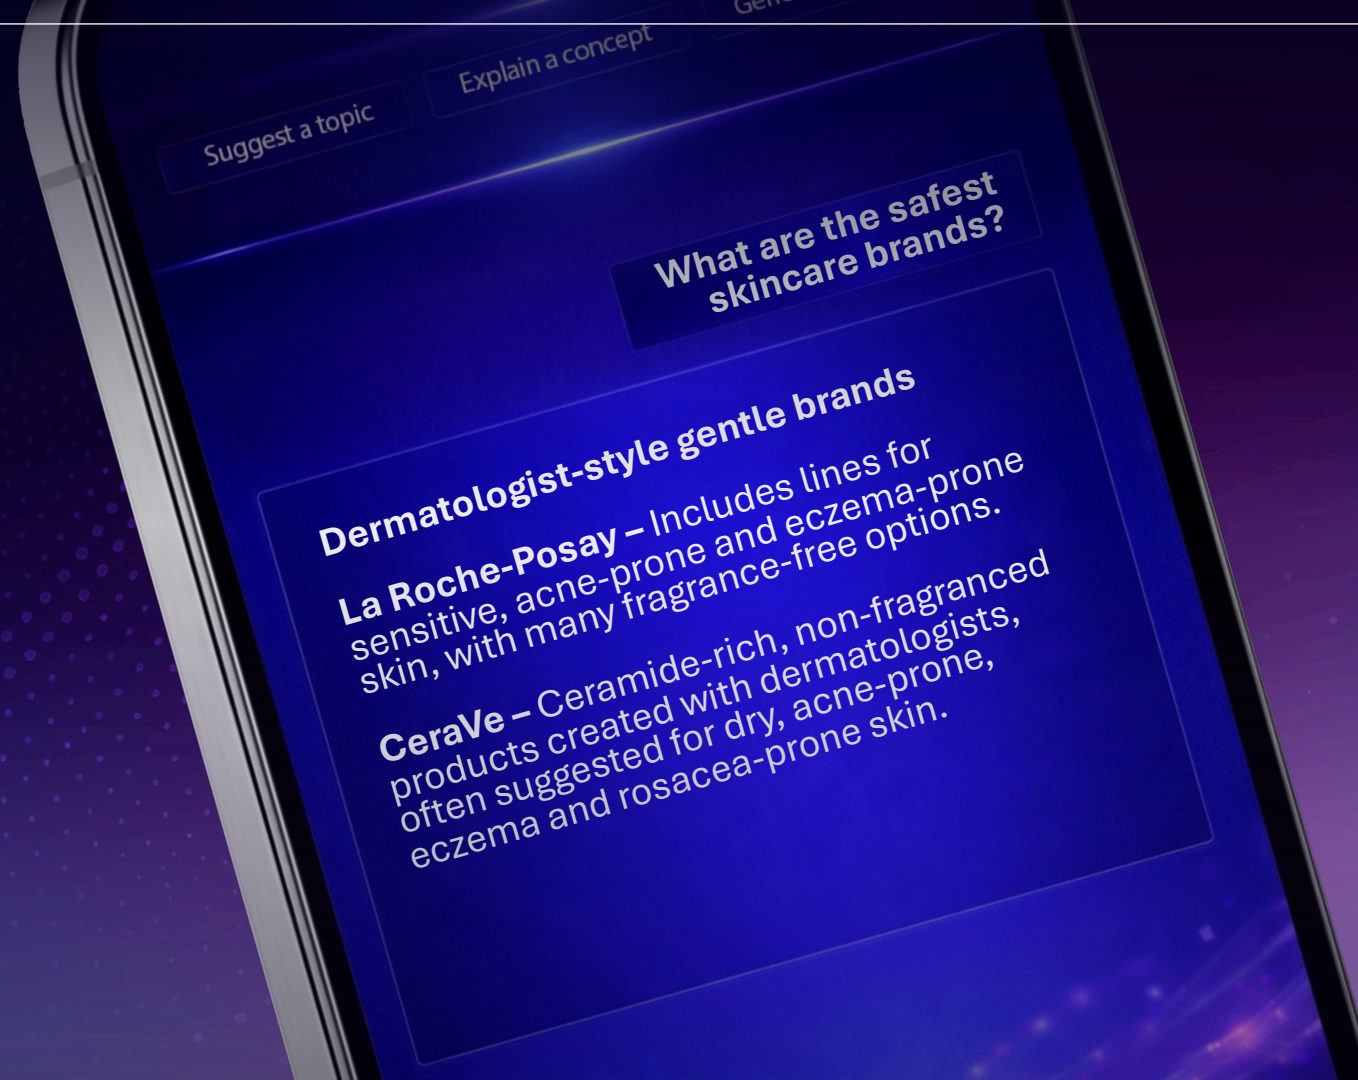 Suggest a topic
Explain a concept
What are the safest
skincare brands?
Dermatologist-style gentle brands
La Roche-Posay – Includes lines for
sensitive, acne-prone and eczema-prone
skin, with many fragrance-free options.
CeraVe – Ceramide-rich, non-fragranced
products created with dermatologists,
often suggested for dry, acne-prone,
eczema and rosacea-prone skin.